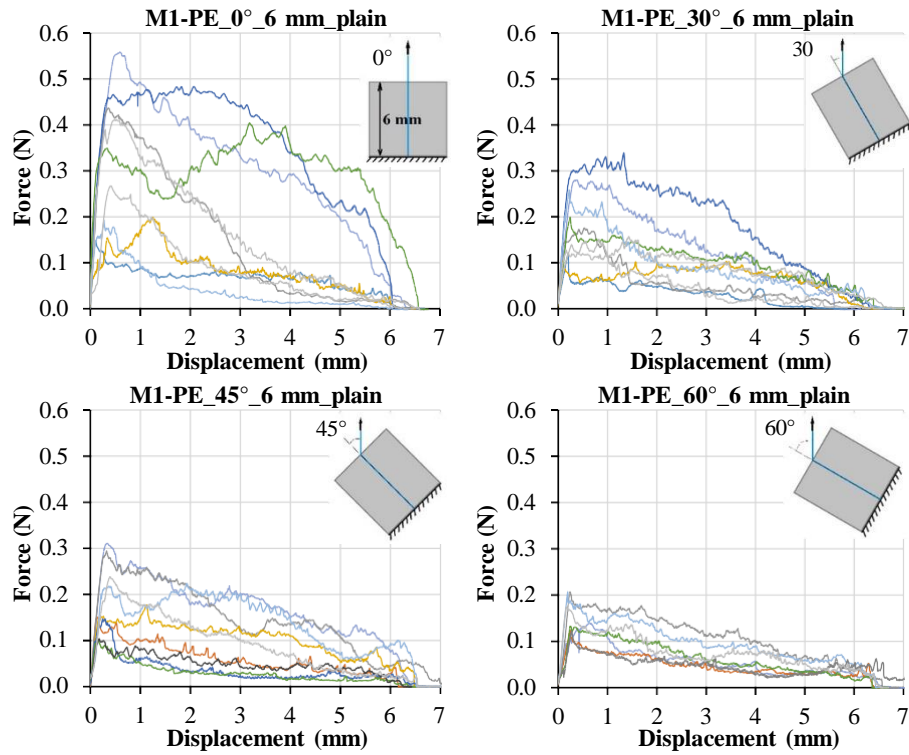 M1-PE_0°_6 mm_plain
0.6
0.5
0.4
0.3
0.2
0.1
0.0
Force (N)
0°
6 mm
0 1 2 3 4 5 6 7
Displacement (mm)
M1-PE_30°_6 mm_plain
0.6
0.5
0.4
0.3
0.2
0.1
0.0
Force (N)
30
0 1 2 3 4 5 6 7
Displacement (mm)
M1-PE_45°_6 mm_plain
0.6
0.5
0.4
0.3
0.2
0.1
0.0
Force (N)
45°
0 1 2 3 4 5 6 7
Displacement (mm)
M1-PE_60°_6 mm_plain
0.6
0.5
0.4
0.3
0.2
0.1
0.0
Force (N)
60°
0 1 2 3 4 5 6 7
Displacement (mm)